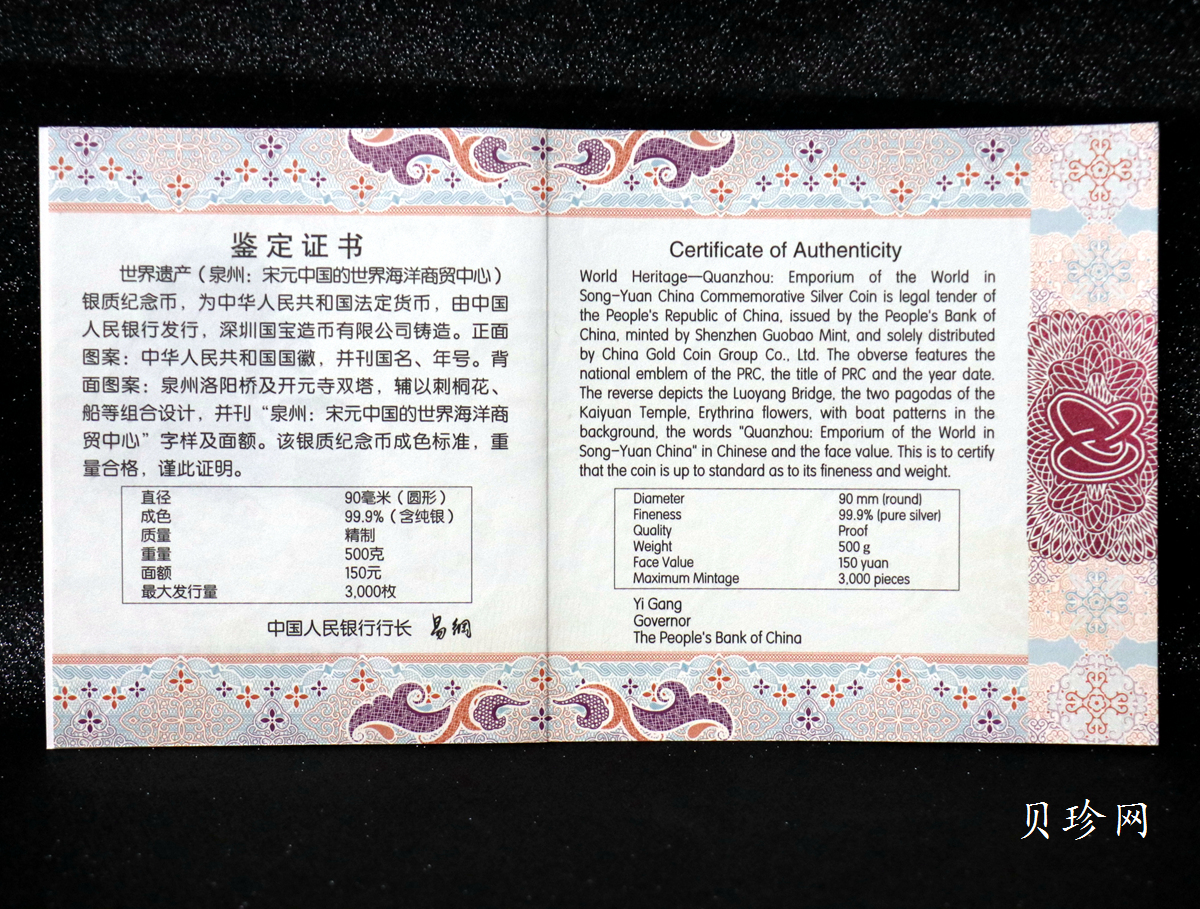 鉴定证书
世界遗产（泉州：宋元中国的世界海洋商贸中心）
银质纪念币，为中华人民共和国法定货币，由中国
人民银行发行，深圳国宝造币有限公司铸造。正面
图案：中华人民共和国国徽，并刊国名、年号。背
面图案：泉州洛阳桥及开元寺双塔，辅以刺桐花、
船等组合设计，并刊“泉州：宋元中国的世界海洋商
贸中心”字样及面额。该银质纪念币成色标准，重
量合格，谨此证明。
直径 90毫米（圆形）
成色 99.9%（含纯银）
质量 精制
重量 500克
面额 150元
最大发行量 3,000枚
中国人民银行行长 易纲
Certificate of Authenticity
World Heritage—Quanzhou: Emporium of the World in
Song-Yuan China Commemorative Silver Coin is legal tender of
the People's Republic of China, issued by the People's Bank of
China, minted by Shenzhen Guobao Mint, and solely distributed
by China Gold Coin Group Co., Ltd. The obverse features the
national emblem of the PRC, the title of PRC and the year date.
The reverse depicts the Luoyang Bridge, the two pagodas of the
Kaiyuan Temple, Erythrina flowers, with boat patterns in the
background, the words "Quanzhou: Emporium of the World in
Song-Yuan China" in Chinese and the face value. This is to certify
that the coin is up to standard as to its fineness and weight.
Diameter 90 mm (round)
Fineness 99.9% (pure silver)
Quality Proof
Weight 500 g
Face Value 150 yuan
Maximum Mintage 3,000 pieces
Yi Gang
Governor
The People's Bank of China
贝珍网